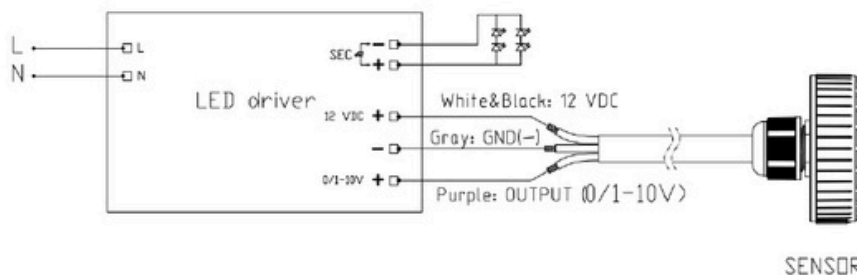 L
N
L
N
SEC
-
+
LED driver
12 VDC +
-
0/1-10V +
White&Black: 12 VDC
Gray: GND(-)
Purple: OUTPUT (0/1-10V)
SENSOR